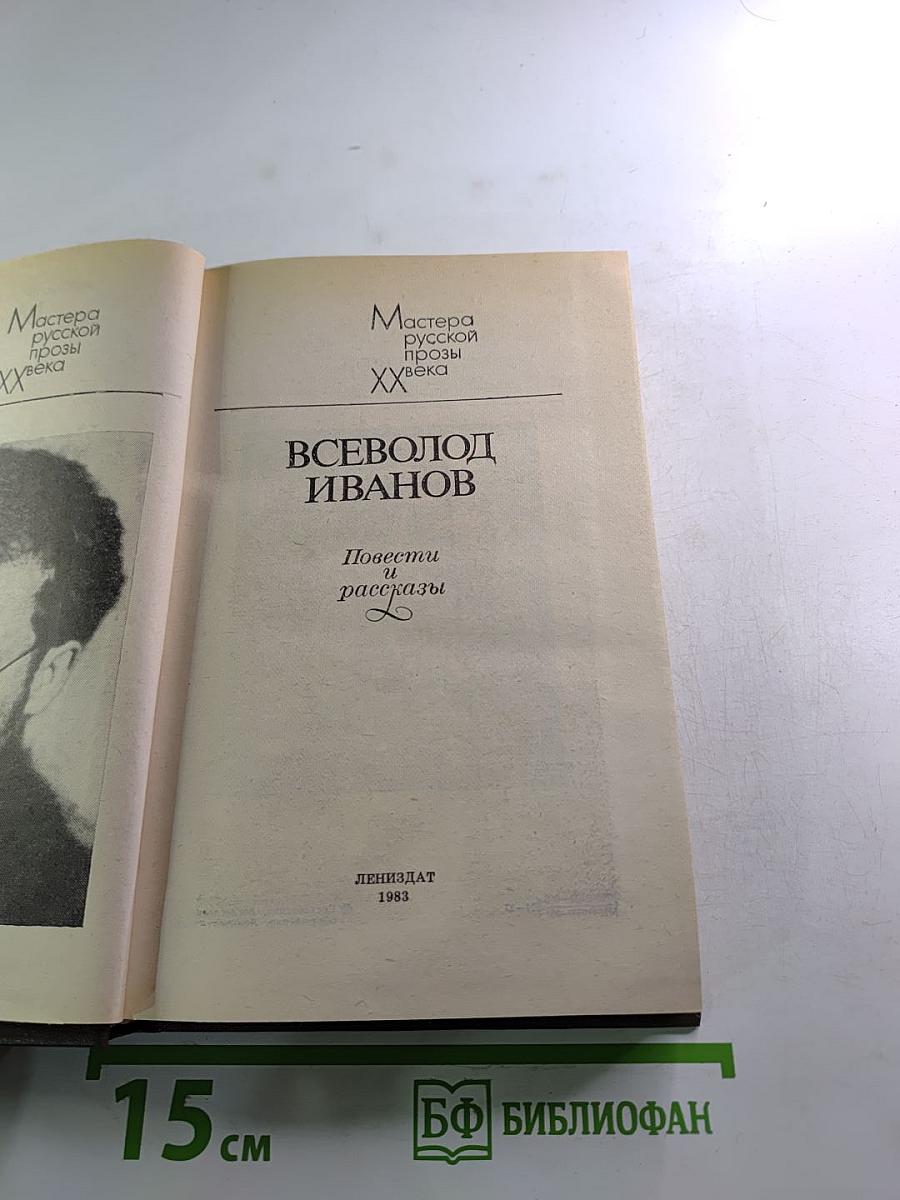 Мастера
русской
прозы
XX века
Мастера
русской
прозы
XX века
ВСЕВОЛОД
ИВАНОВ
Повести
и
рассказы
ЛЕНИЗДАТ
1983
15 см
БФ БИБЛИОФАН